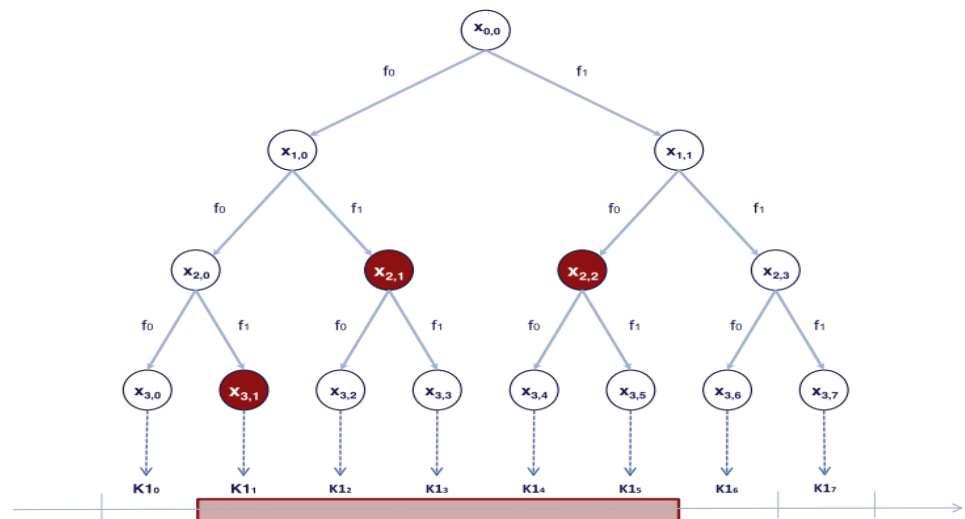 x0,0
f0 f1
x1,0 x1,1
f0 f1 f0 f1
x2,0 x2,1 x2,2 x2,3
f0 f1 f0 f1 f0 f1 f0 f1
x3,0 x3,1 x3,2 x3,3 x3,4 x3,5 x3,6 x3,7
K10 K11 K12 K13 K14 K15 K16 K17